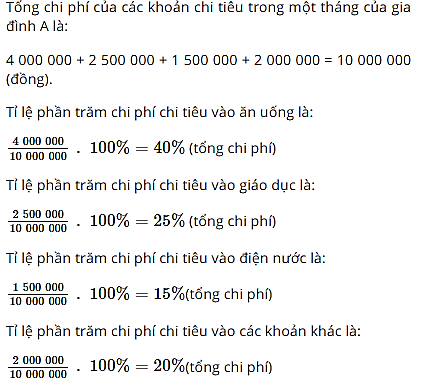 Tổng chi phí của các khoản chi tiêu trong một tháng của gia
đình A là:
4 000 000 + 2 500 000 + 1 500 000 + 2 000 000 = 10 000 000
(đồng).
Tỉ lệ phần trăm chi phí chi tiêu vào ăn uống là:
4 000 000/10 000 000 . 100% = 40% (tổng chi phí)
Tỉ lệ phần trăm chi phí chi tiêu vào giáo dục là:
2 500 000/10 000 000 . 100% = 25% (tổng chi phí)
Tỉ lệ phần trăm chi phí chi tiêu vào điện nước là:
1 500 000/10 000 000 . 100% = 15%(tổng chi phí)
Tỉ lệ phần trăm chi phí chi tiêu vào các khoản khác là:
2 000 000/10 000 000 . 100% = 20%(tổng chi phí)